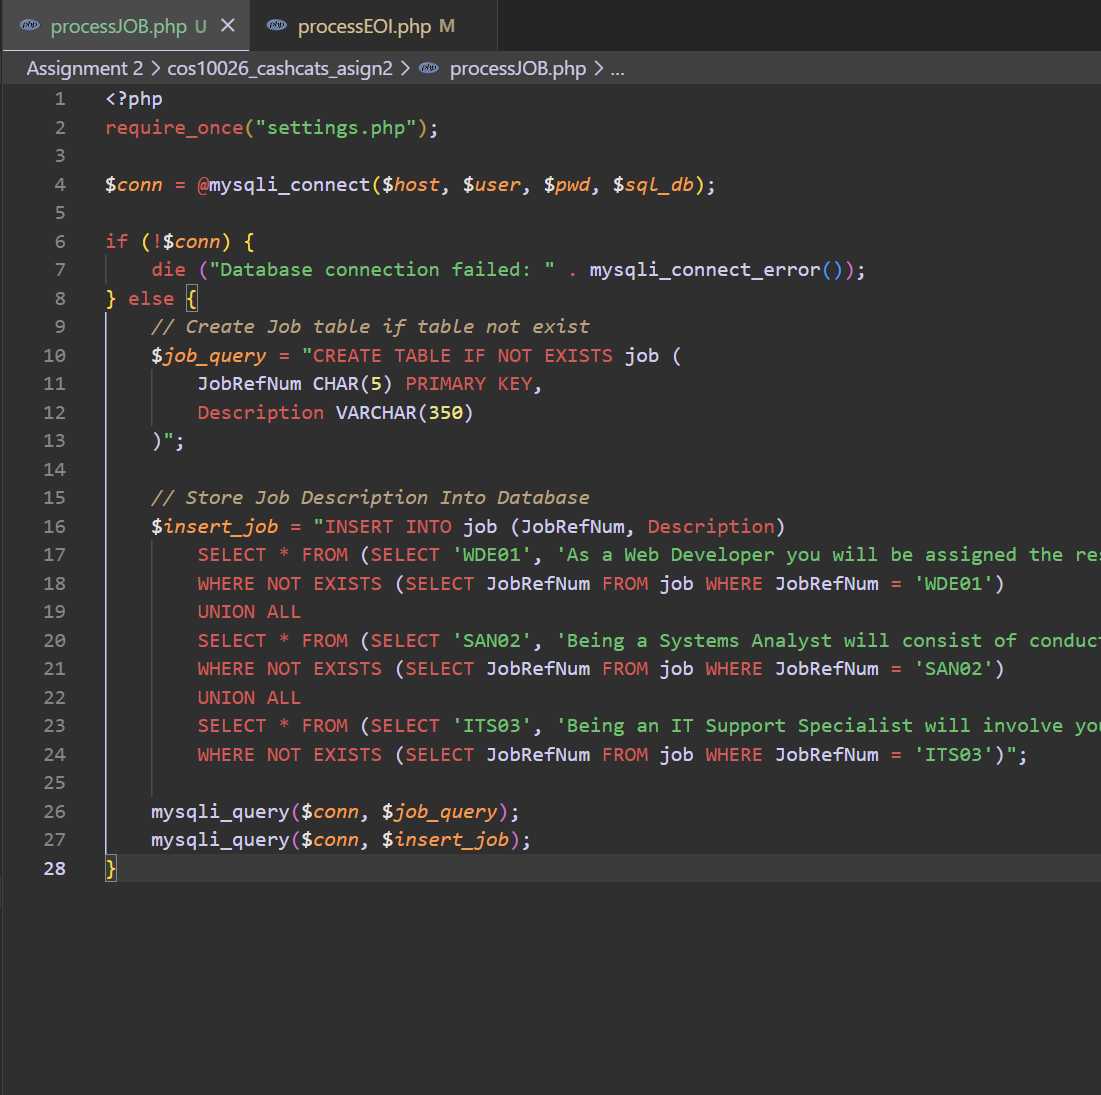 processJOB.php U
processEOI.php M
Assignment 2 > cos10026_cashcats_asign2 > processJOB.php > ...
1 <?php
2 require_once("settings.php");
3
4 $conn = @mysqli_connect($host, $user, $pwd, $sql_db);
5
6 if (!$conn) {
7     die ("Database connection failed: " . mysqli_connect_error());
8 } else {
9     // Create Job table if table not exist
10     $job_query = "CREATE TABLE IF NOT EXISTS job (
11         JobRefNum CHAR(5) PRIMARY KEY,
12         Description VARCHAR(350)
13     )";
14
15     // Store Job Description Into Database
16     $insert_job = "INSERT INTO job (JobRefNum, Description)
17         SELECT * FROM (SELECT 'WDE01', 'As a Web Developer you will be assigned the
18         WHERE NOT EXISTS (SELECT JobRefNum FROM job WHERE JobRefNum = 'WDE01')
19         UNION ALL
20         SELECT * FROM (SELECT 'SAN02', 'Being a Systems Analyst will consist of conduct
21         WHERE NOT EXISTS (SELECT JobRefNum FROM job WHERE JobRefNum = 'SAN02')
22         UNION ALL
23         SELECT * FROM (SELECT 'ITS03', 'Being an IT Support Specialist will involve you
24         WHERE NOT EXISTS (SELECT JobRefNum FROM job WHERE JobRefNum = 'ITS03')";
25
26     mysqli_query($conn, $job_query);
27     mysqli_query($conn, $insert_job);
28 }